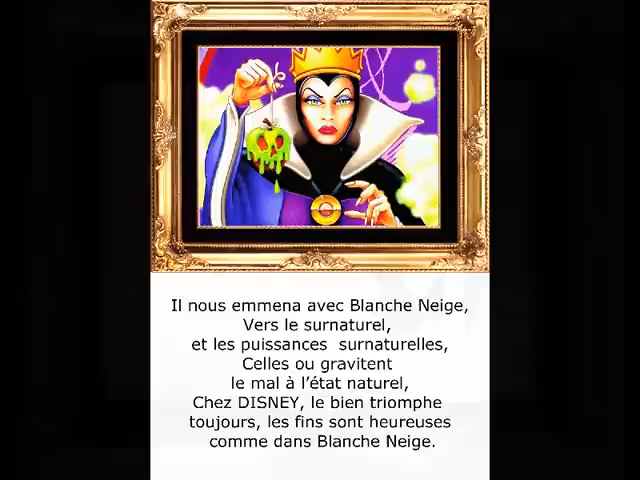 Il nous emmena avec Blanche Neige,
Vers le surnaturel,
et les puissances surnaturelles,
Celles ou gravitent
le mal à l'état naturel,
Chez DISNEY, le bien triomphe
toujours, les fins sont heureuses
comme dans Blanche Neige.